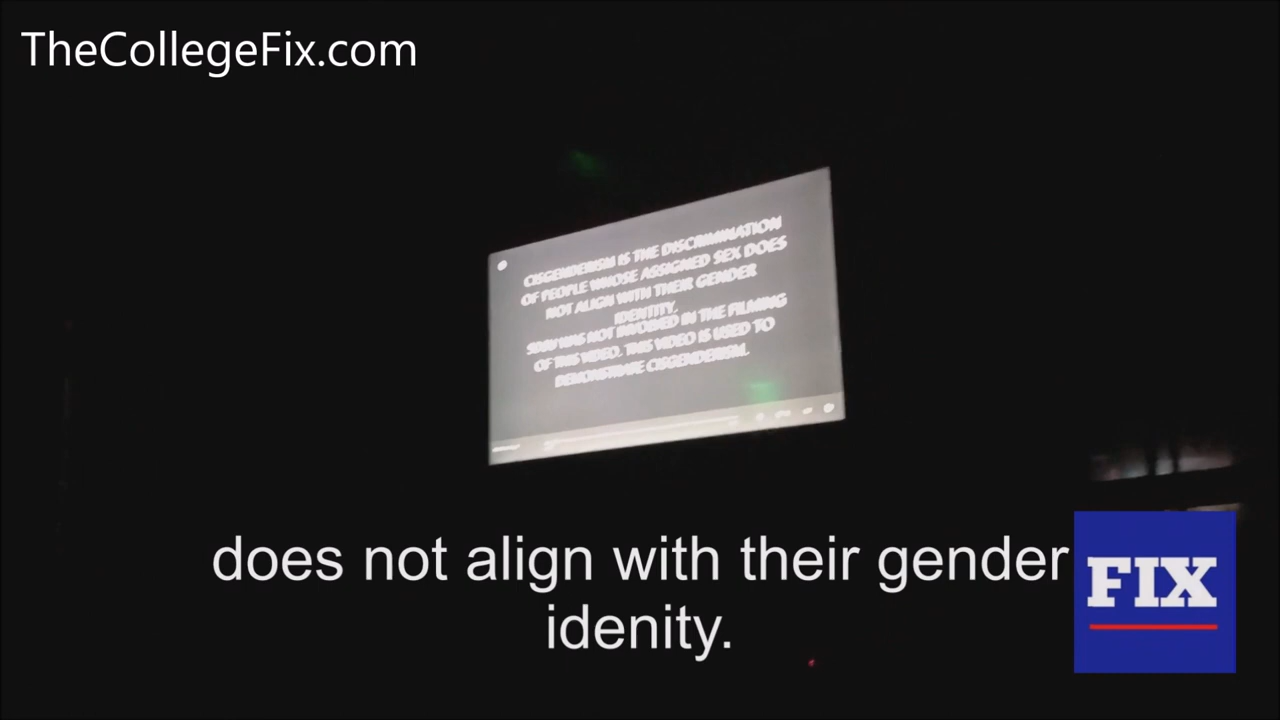 TheCollegeFix.com
CISGENDERISM IS THE DISCRIMINATION
OF PEOPLE WHOSE ASSIGNED SEX DOES
NOT ALIGN WITH THEIR GENDER
IDENTITY.
WAS NOT INVOLVED IN THE FILMING
OF THIS VIDEO. THIS VIDEO IS USED TO
DEMONSTRATE CISGENDERISM.
does not align with their gender
idenity.
FIX